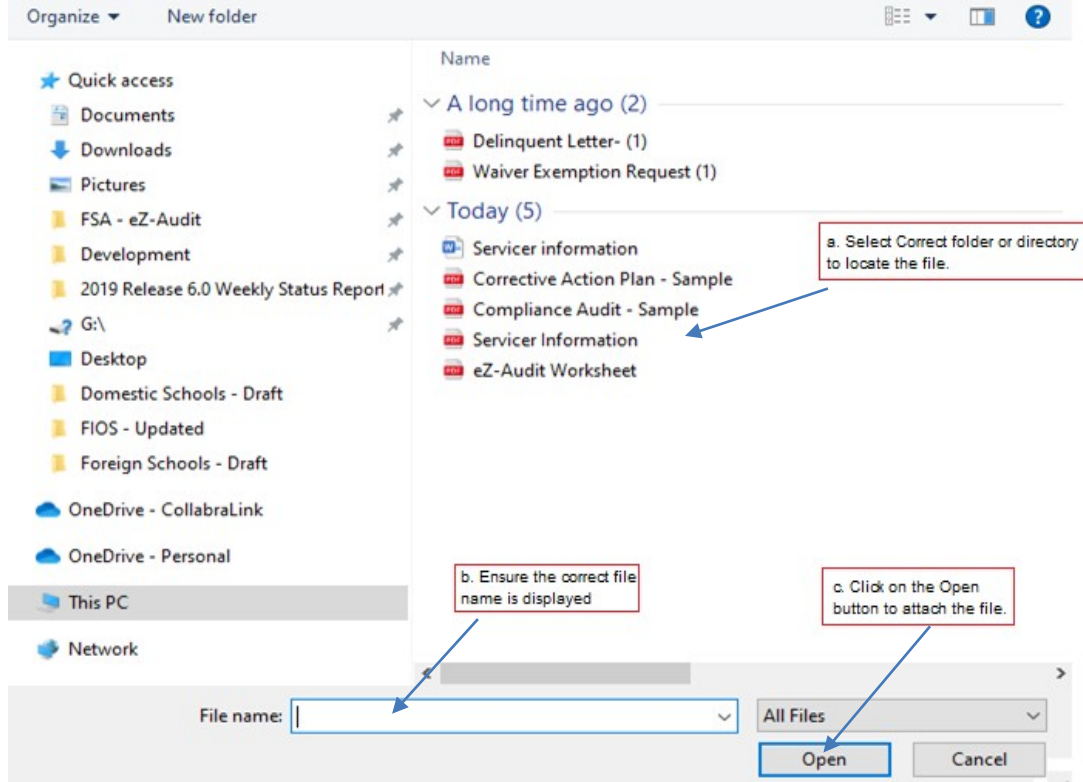 Organize New folder
Quick access
Documents
Downloads
Pictures
FSA - eZ-Audit
Development
2019 Release 6.0 Weekly Status Report
G:\
Desktop
Domestic Schools - Draft
FIOS - Updated
Foreign Schools - Draft
OneDrive - CollabraLink
OneDrive - Personal
This PC
Network
Name
A long time ago (2)
Delinquent Letter- (1)
Waiver Exemption Request (1)
Today (5)
Servicer information
Corrective Action Plan - Sample
Compliance Audit - Sample
Servicer Information
eZ-Audit Worksheet
a. Select Correct folder or directory
to locate the file.
b. Ensure the correct file
name is displayed
c. Click on the Open
button to attach the file.
File name:
All Files
Open
Cancel